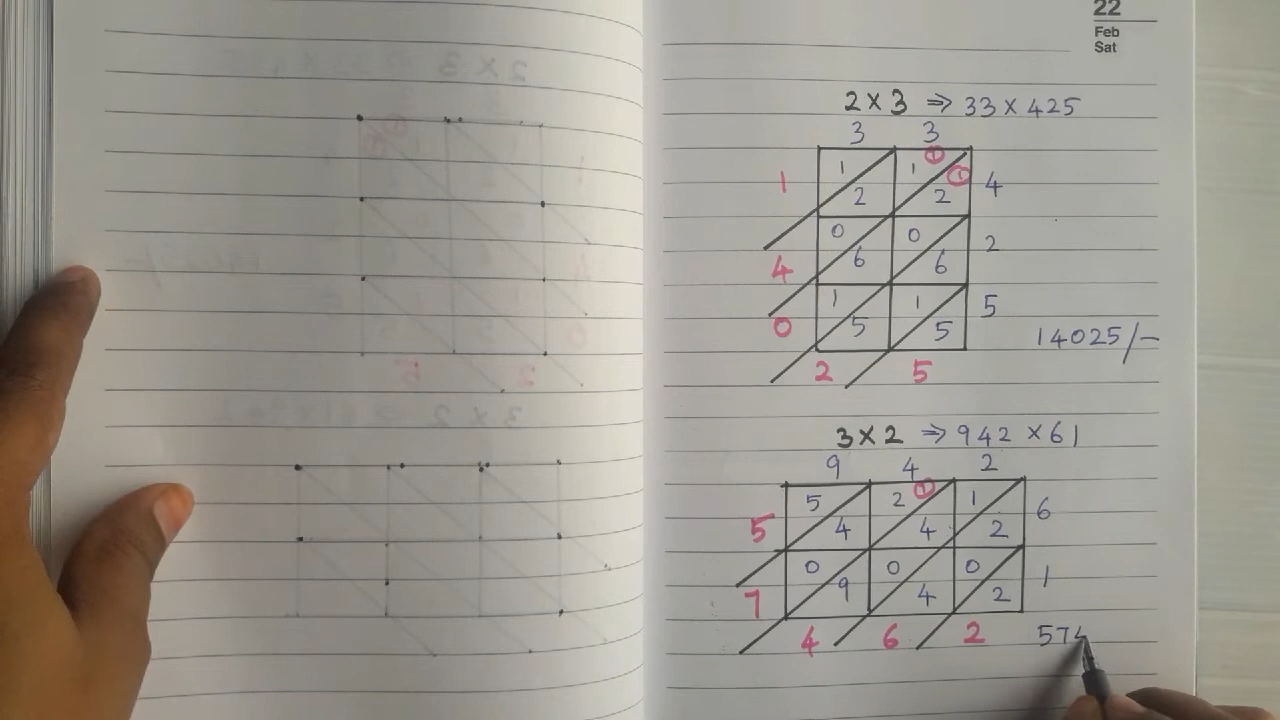 22
Feb
Sat
2 x 3 ⇒ 33 x 425
3 3
1 1 1 1 1 4
2 2
0 0 2
4 6 6
1 1 5
0 5 5
14025/-
2 5
3 x 2 ⇒ 942 x 61
9 4 2
5 2 1 1 6
5 4 4 2
0 0 0 1
7 9 4 2
4 6 2 574